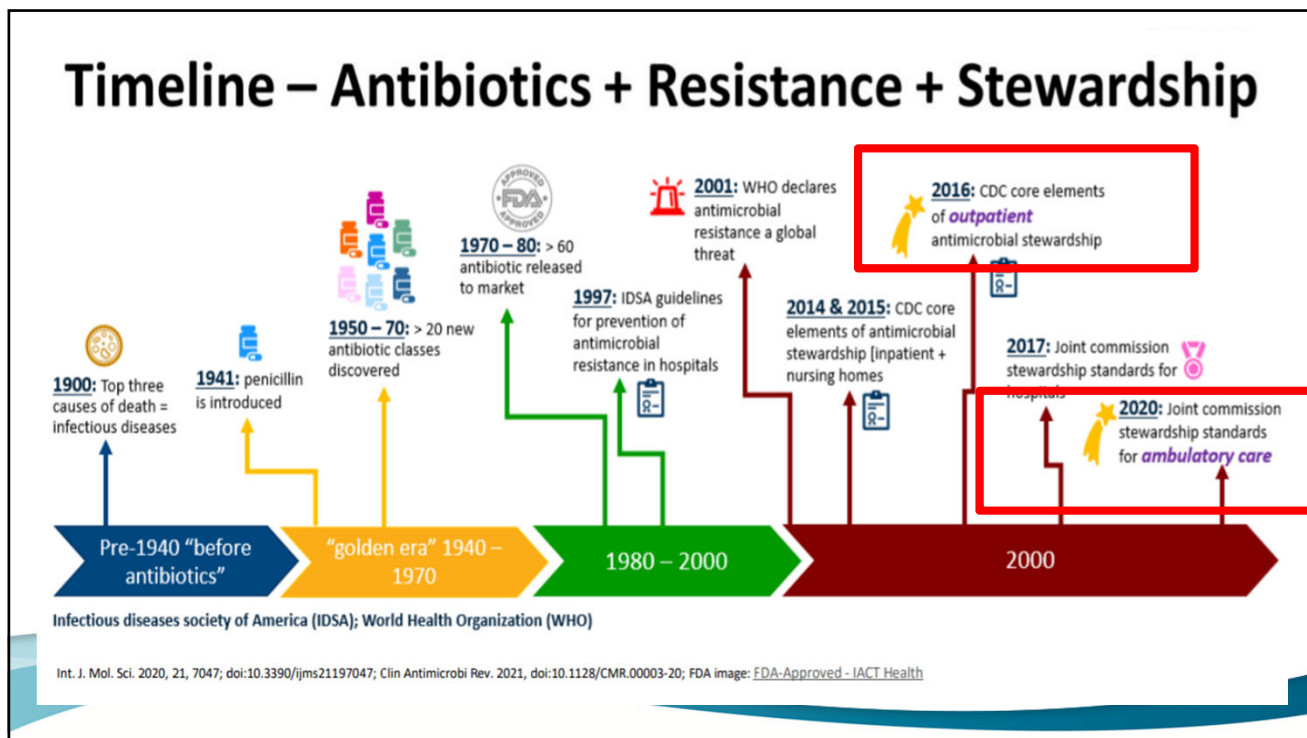 Timeline – Antibiotics + Resistance + Stewardship
1900: Top three
causes of death =
infectious diseases
1941: penicillin
is introduced
1950 – 70: > 20 new
antibiotic classes
discovered
APPROVED
FDA
APPROVED
1970 – 80: > 60
antibiotic released
to market
1997: IDSA guidelines
for prevention of
antimicrobial
resistance in hospitals
2001: WHO declares
antimicrobial
resistance a global
threat
2014 & 2015: CDC core
elements of antimicrobial
stewardship [inpatient +
nursing homes
2016: CDC core elements
of outpatient
antimicrobial stewardship
2017: Joint commission
stewardship standards for
hospitals
2020: Joint commission
stewardship standards
for ambulatory care
Pre-1940 “before
antibiotics”
“golden era” 1940 –
1970
1980 – 2000
2000
Infectious diseases society of America (IDSA); World Health Organization (WHO)
Int. J. Mol. Sci. 2020, 21, 7047; doi:10.3390/ijms21197047; Clin Antimicrobi Rev. 2021, doi:10.1128/CMR.00003-20; FDA image: FDA-Approved - IACT Health